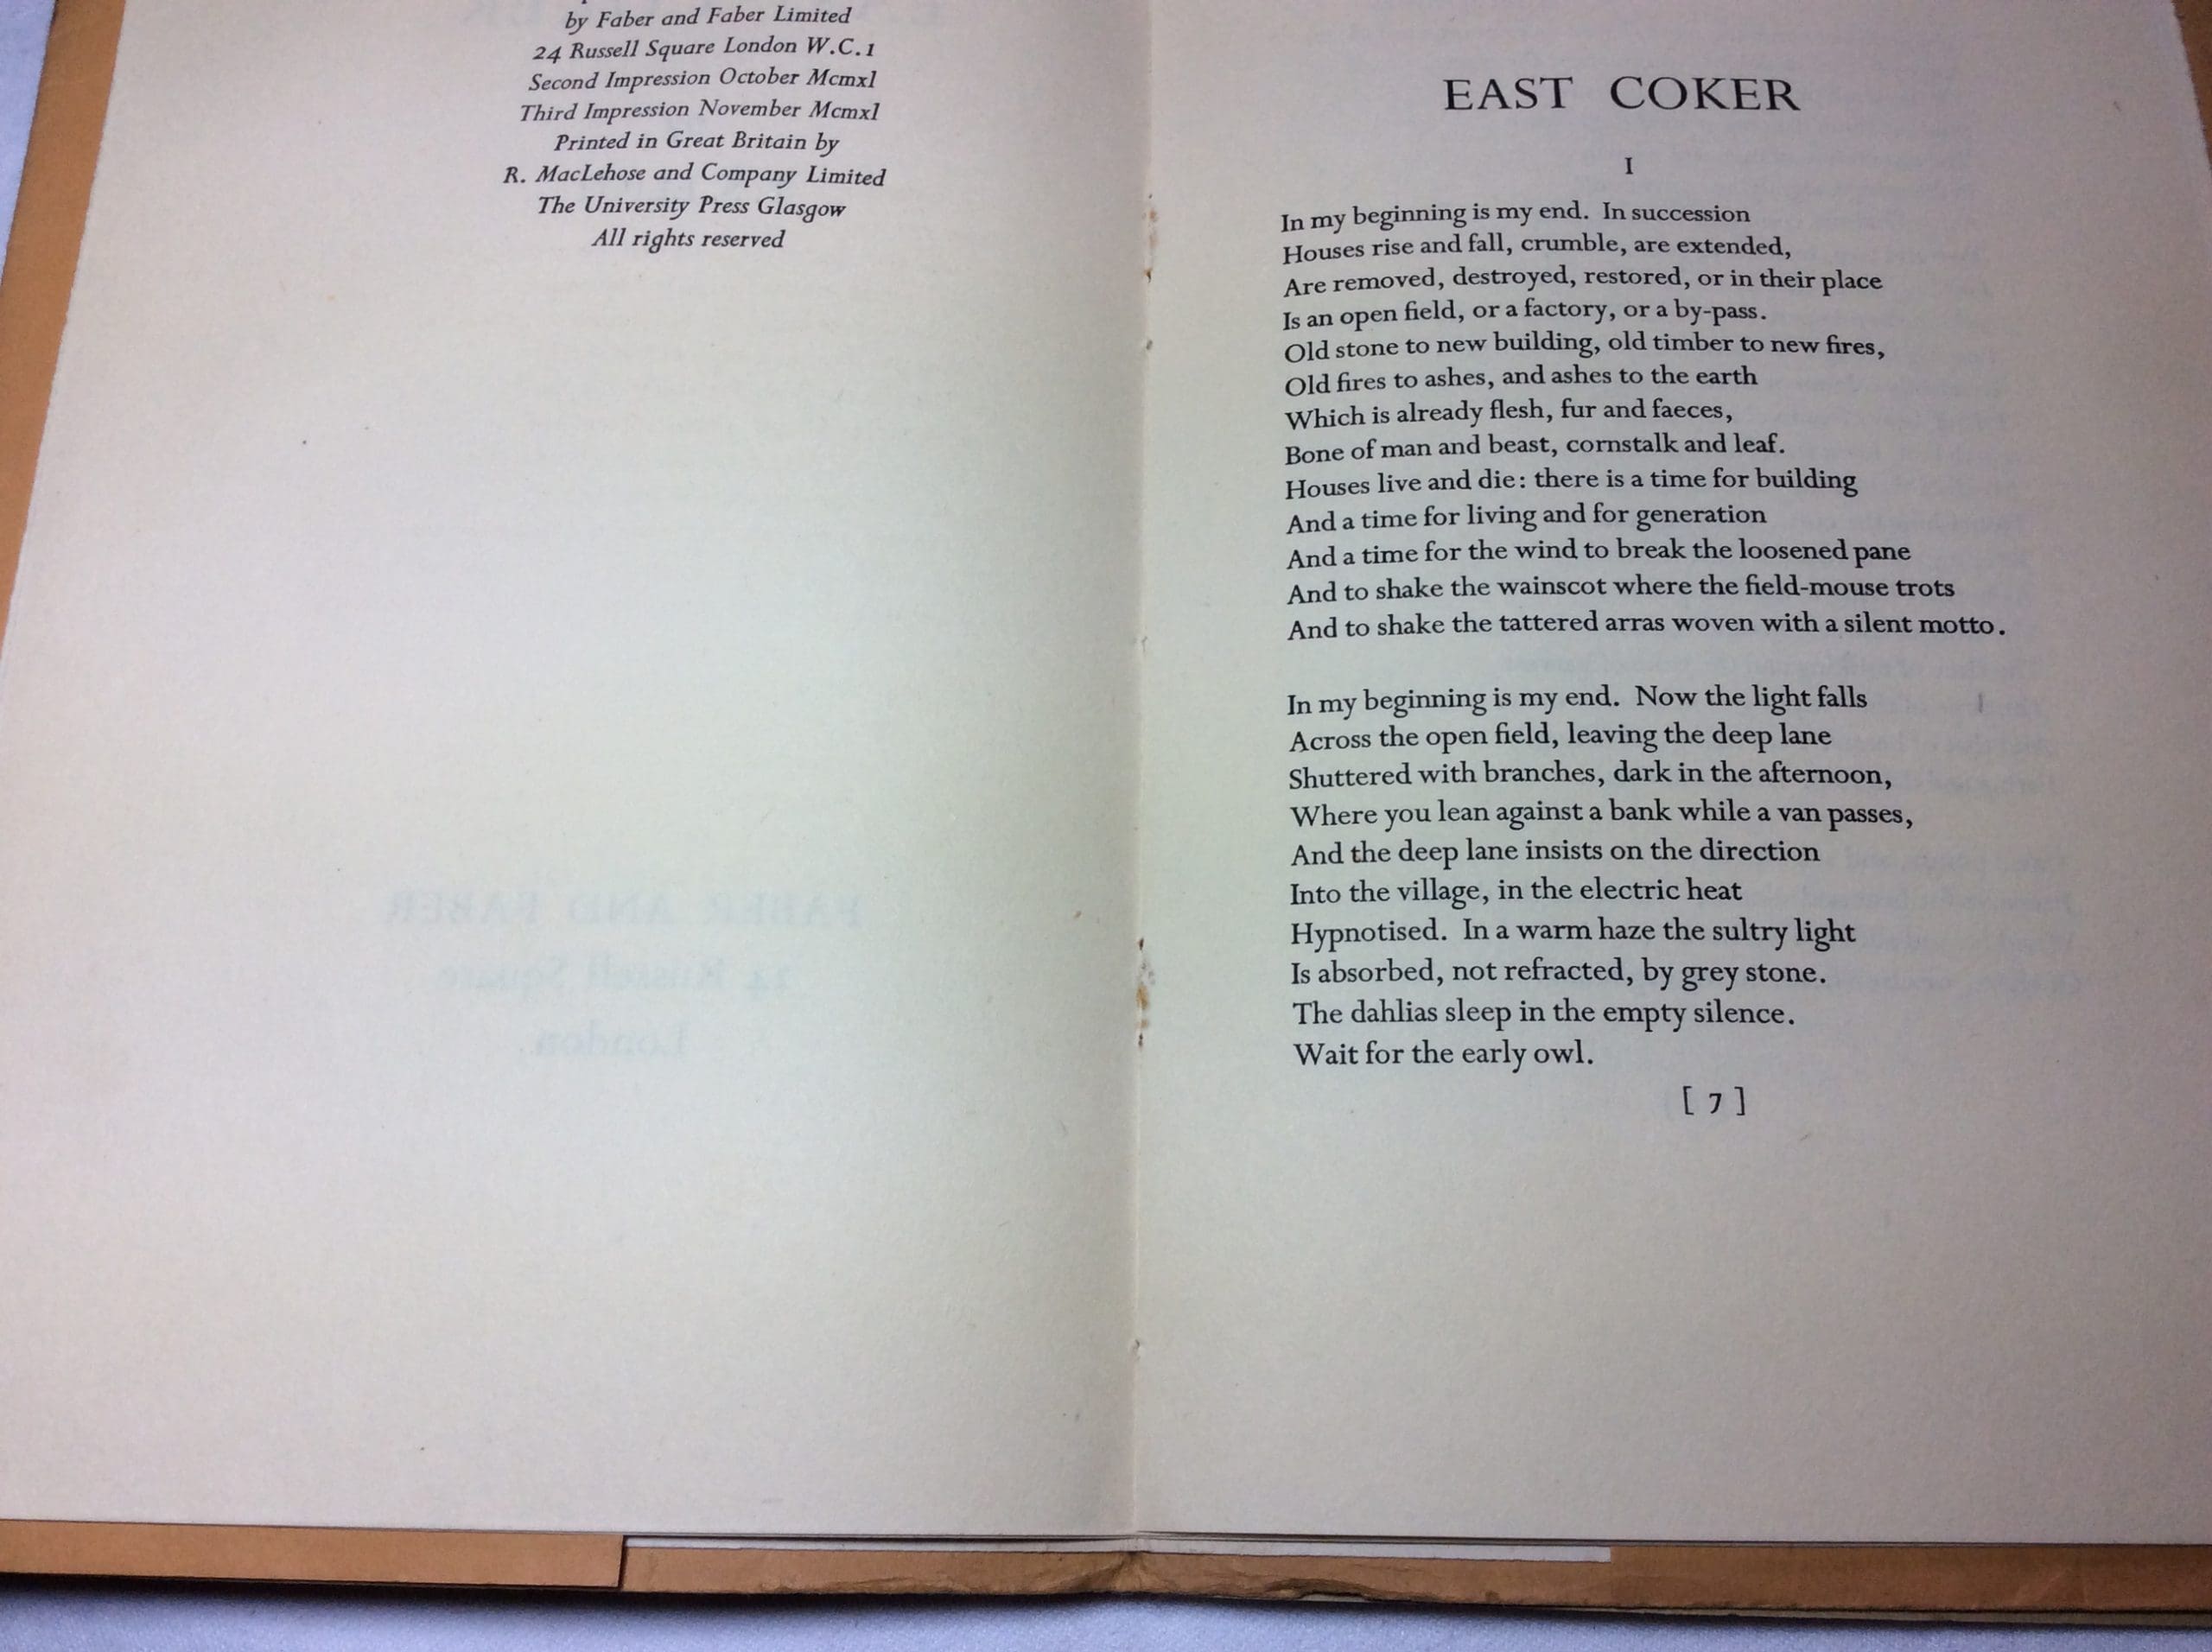 by Faber and Faber Limited
24 Russell Square London W.C.1
Second Impression October Mcmxl
Third Impression November Mcmxl
Printed in Great Britain by
R. MacLehose and Company Limited
The University Press Glasgow
All rights reserved
FABER AND FABER
24 Russell Square
London
EAST COKER
I
In my beginning is my end. In succession
Houses rise and fall, crumble, are extended,
Are removed, destroyed, restored, or in their place
Is an open field, or a factory, or a by-pass.
Old stone to new building, old timber to new fires,
Old fires to ashes, and ashes to the earth
Which is already flesh, fur and faeces,
Bone of man and beast, cornstalk and leaf.
Houses live and die: there is a time for building
And a time for living and for generation
And a time for the wind to break the loosened pane
And to shake the wainscot where the field-mouse trots
And to shake the tattered arras woven with a silent motto.
In my beginning is my end. Now the light falls
Across the open field, leaving the deep lane
Shuttered with branches, dark in the afternoon,
Where you lean against a bank while a van passes,
And the deep lane insists on the direction
Into the village, in the electric heat
Hypnotised. In a warm haze the sultry light
Is absorbed, not refracted, by grey stone.
The dahlias sleep in the empty silence.
Wait for the early owl.
[ 7 ]